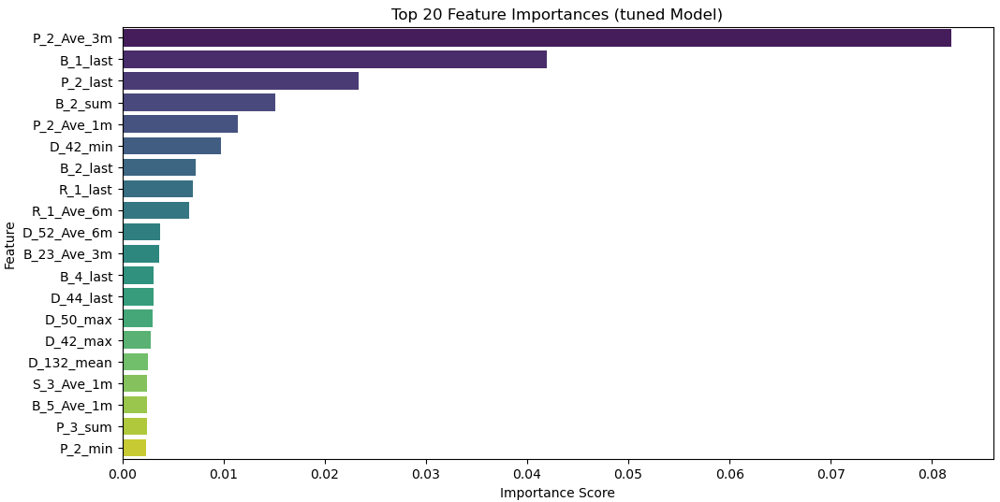 Top 20 Feature Importances (tuned Model)
Feature
P_2_Ave_3m
B_1_last
P_2_last
B_2_sum
P_2_Ave_1m
D_42_min
B_2_last
R_1_last
R_1_Ave_6m
D_52_Ave_6m
B_23_Ave_3m
B_4_last
D_44_last
D_50_max
D_42_max
D_132_mean
S_3_Ave_1m
B_5_Ave_1m
P_3_sum
P_2_min
0.00 0.01 0.02 0.03 0.04 0.05 0.06 0.07 0.08
Importance Score